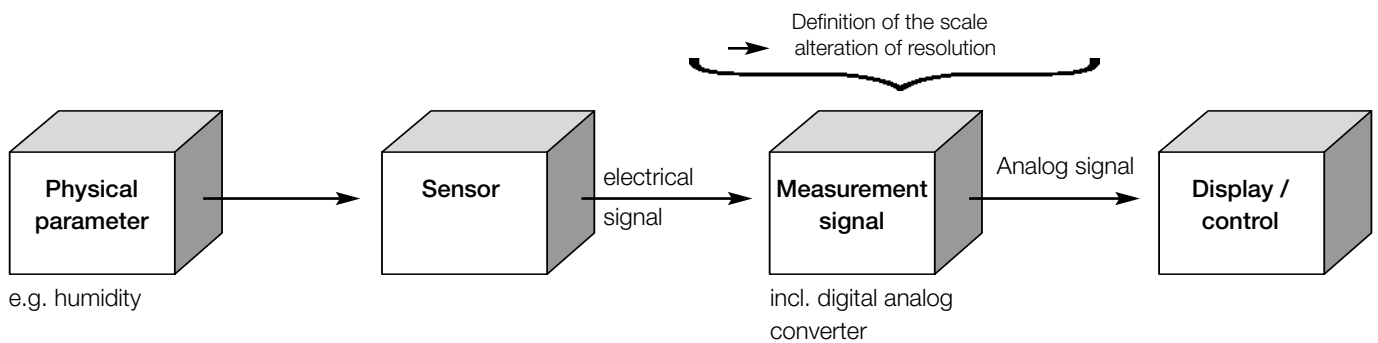 Definition of the scale
alteration of resolution
Physical
parameter
e.g. humidity
Sensor
electrical
signal
Measurement
signal
incl. digital analog
converter
Analog signal
Display /
control